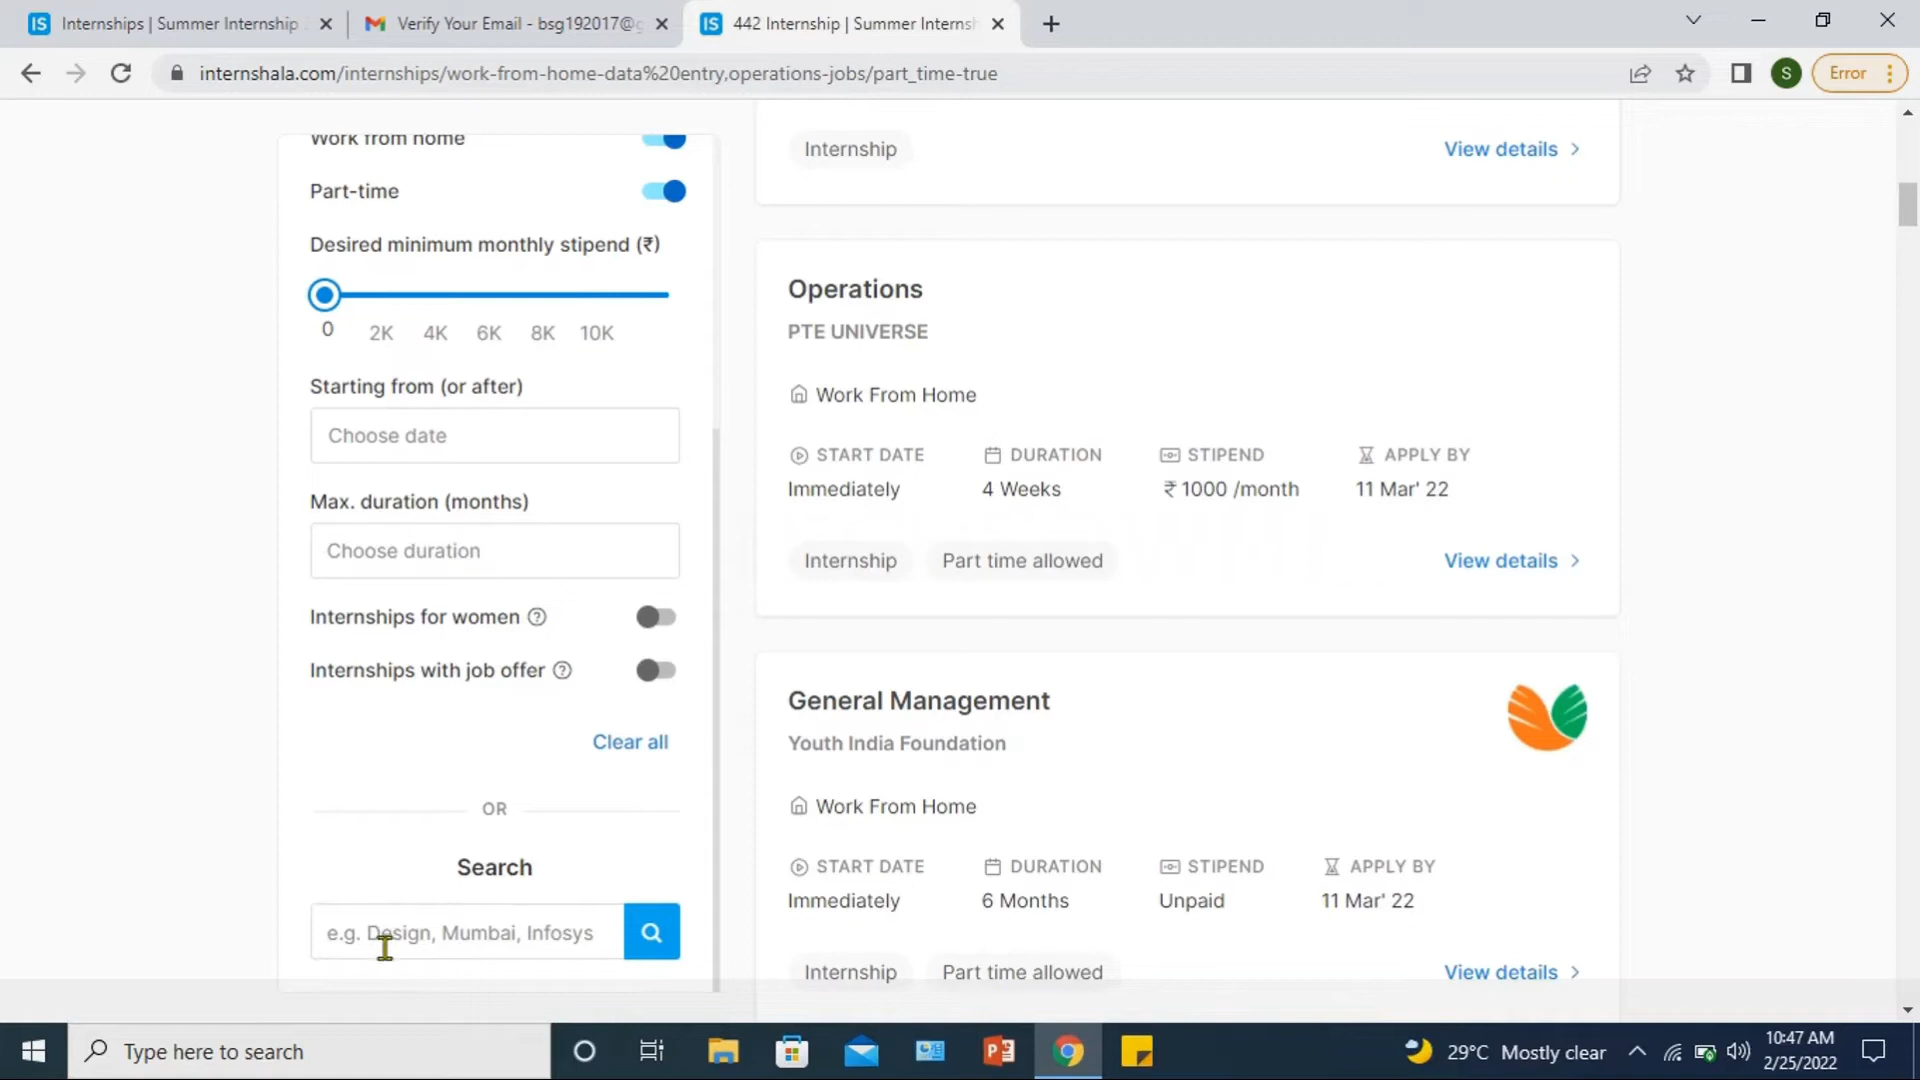 IS Internships | Summer Internship 2
Verify Your Email - bsg192017@g
IS 442 Internship | Summer Internsh
internshala.com/internships/work-from-home-data%20entry,operations-jobs/part_time-true
S
Error
Work from home
Part-time
Desired minimum monthly stipend (₹)
0 2K 4K 6K 8K 10K
Starting from (or after)
Choose date
Max. duration (months)
Choose duration
Internships for women ?
Internships with job offer ?
Clear all
OR
Search
e.g. Design, Mumbai, Infosys
Internship View details >
Operations
PTE UNIVERSE
Work From Home
START DATE DURATION STIPEND APPLY BY
Immediately 4 Weeks ₹ 1000 /month 11 Mar' 22
Internship Part time allowed View details >
General Management
Youth India Foundation
Work From Home
START DATE DURATION STIPEND APPLY BY
Immediately 6 Months Unpaid 11 Mar' 22
Internship Part time allowed View details >
Type here to search
29°C Mostly clear
10:47 AM
2/25/2022